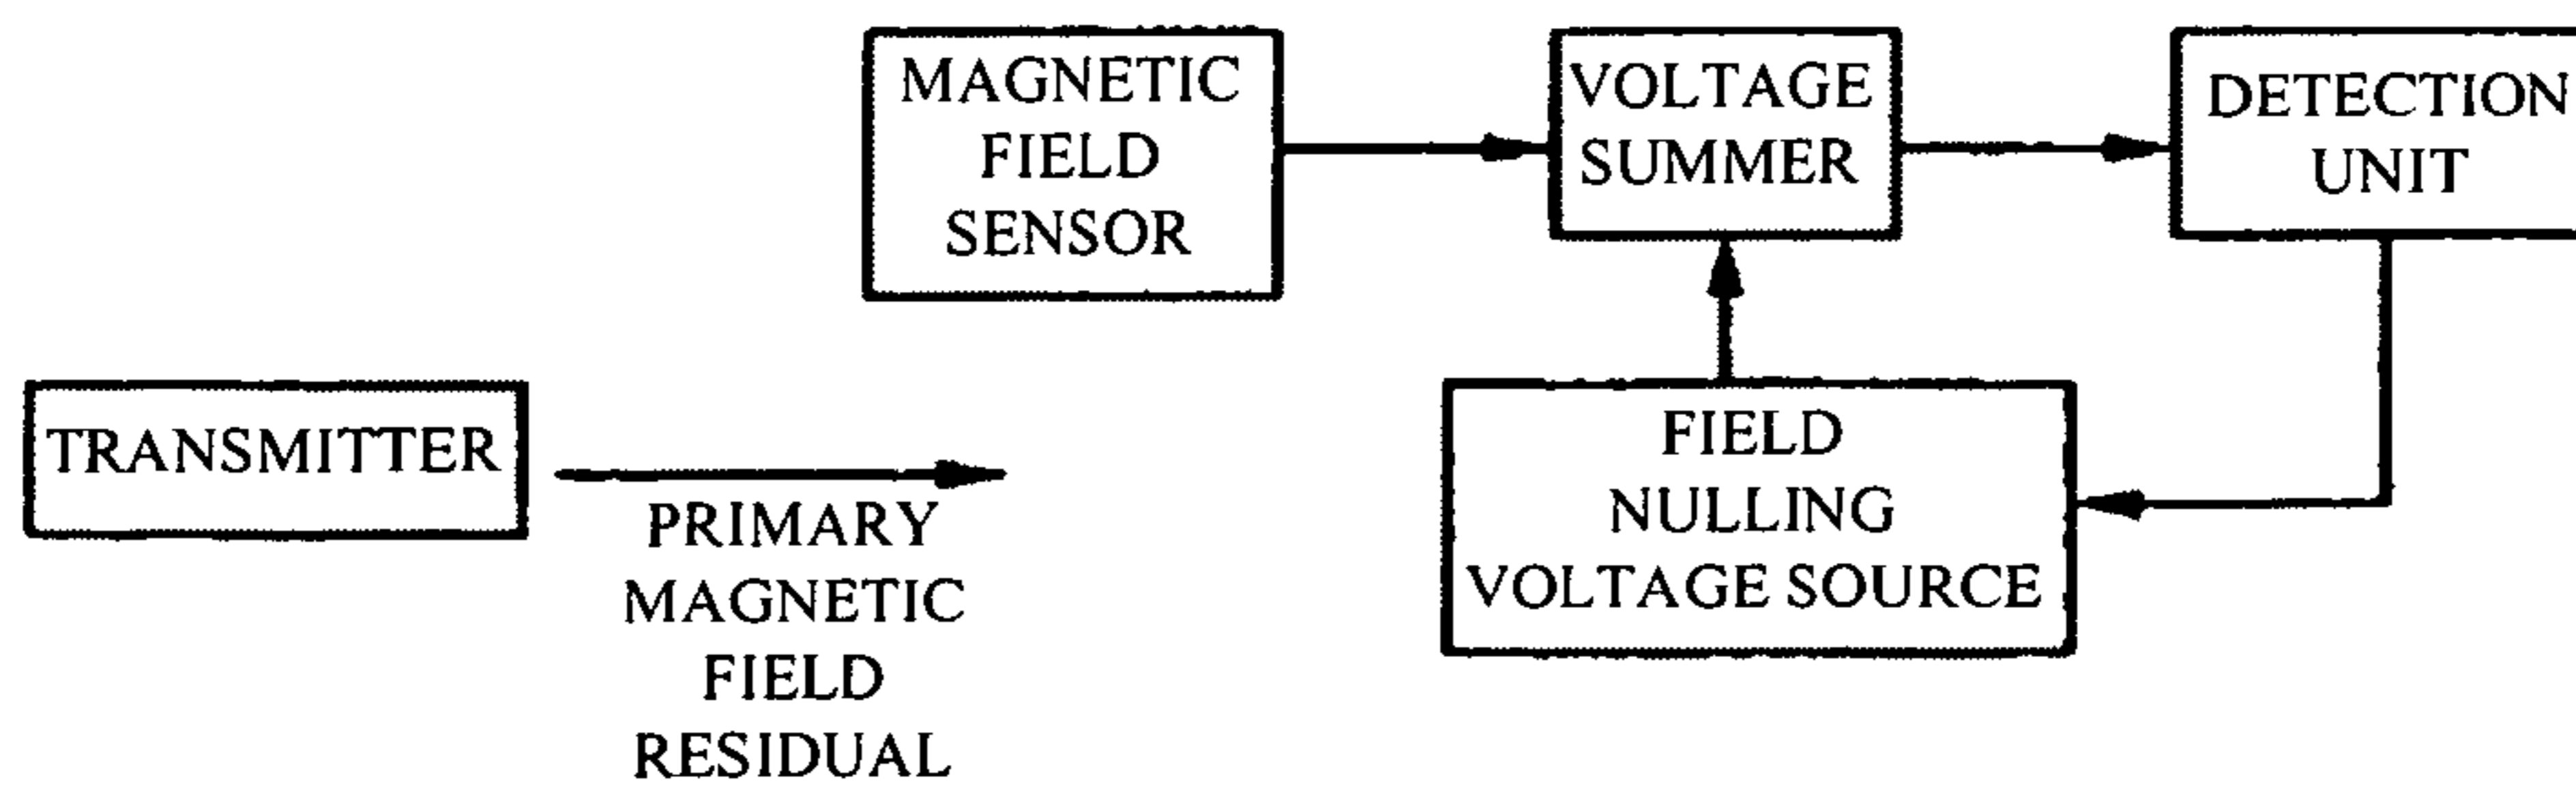 MAGNETIC
FIELD
SENSOR
VOLTAGE
SUMMER
DETECTION
UNIT
TRANSMITTER
PRIMARY
MAGNETIC
FIELD
RESIDUAL
FIELD
NULLING
VOLTAGE SOURCE